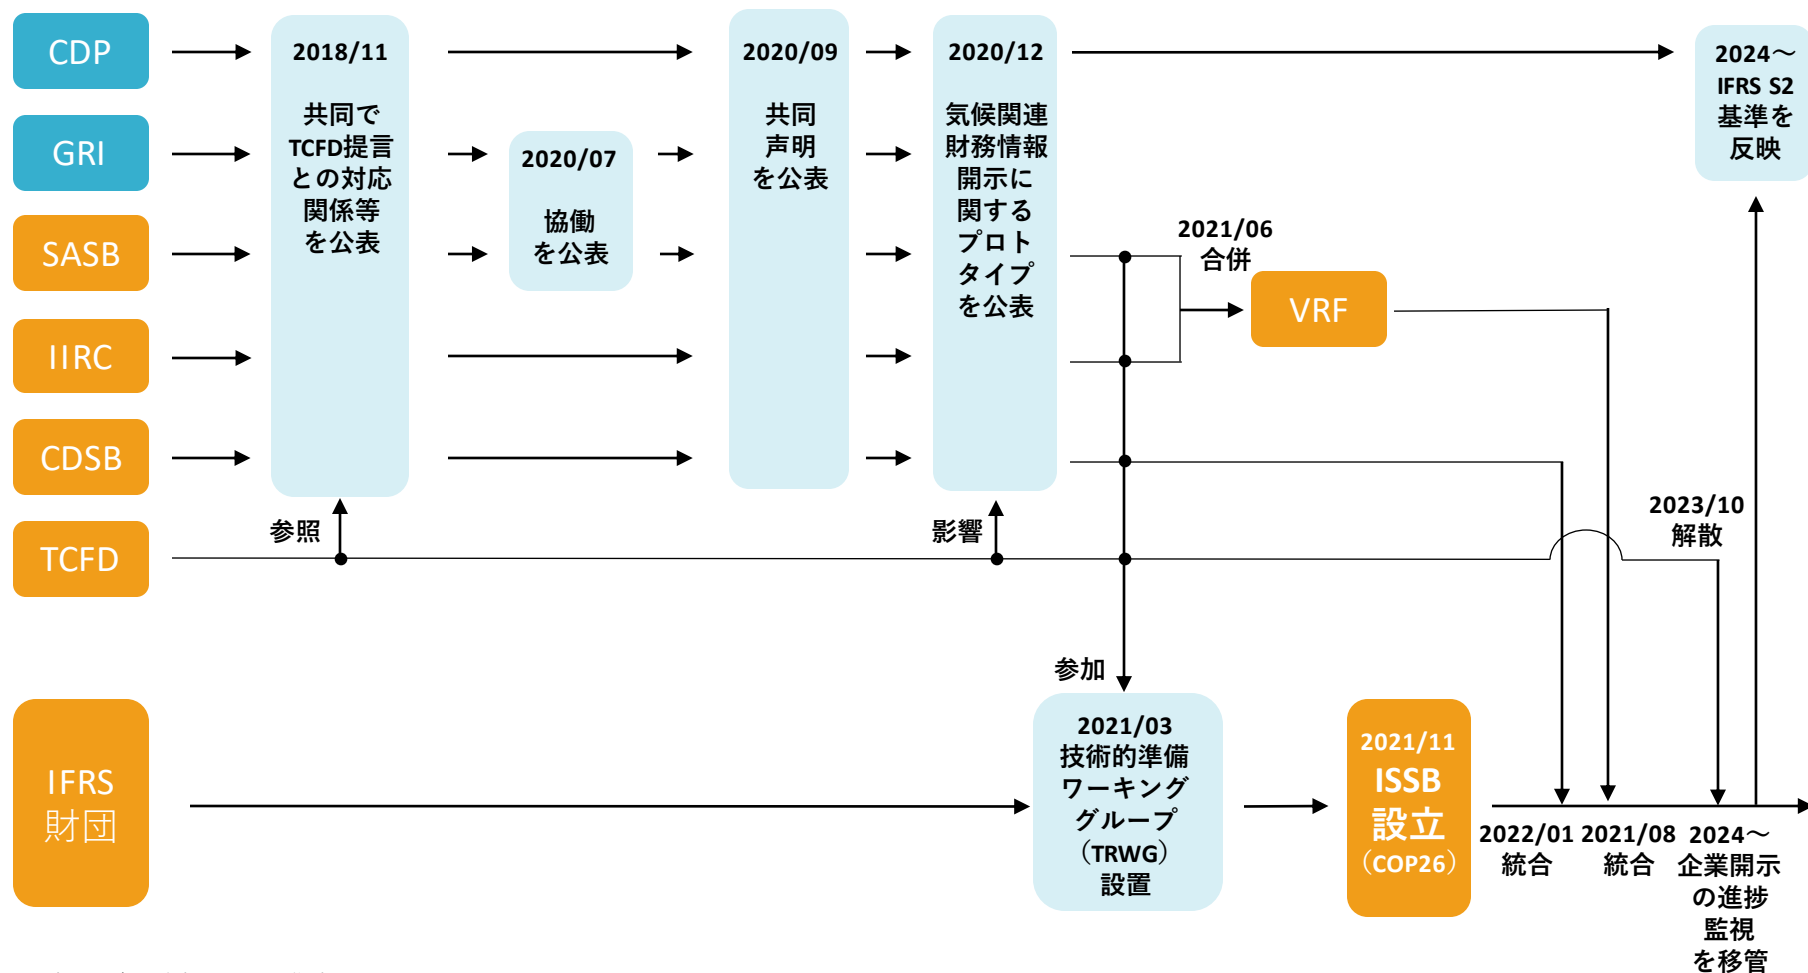 CDP
GRI
SASB
IIRC
CDSB
TCFD
IFRS
財団
2018/11
共同で
TCFD提言
との対応
関係等
を公表
参照
2020/07
協働
を公表
2020/09
共同
声明
を公表
2020/12
気候関連
財務情報
開示に
関する
プロト
タイプ
を公表
影響
2021/06
合併
VRF
参加
2021/03
技術的準備
ワーキング
グループ
（TRWG）
設置
2021/11
ISSB
設立
（COP26）
2022/01
統合
2021/08
統合
2023/10
解散
2024～
企業開示
の進捗
監視
を移管
2024～
IFRS S2
基準を
反映